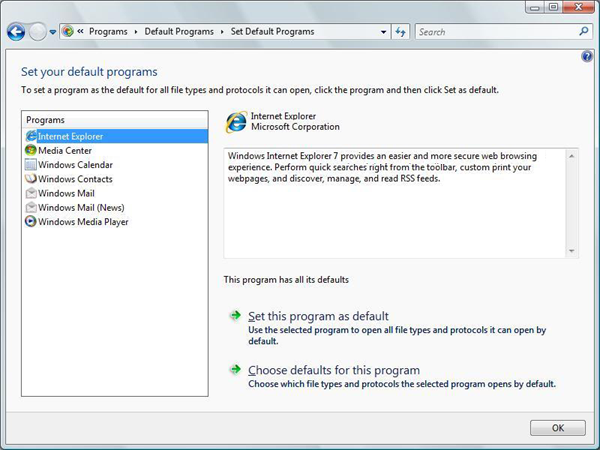 « Programs Default Programs Set Default Programs Search
Set your default programs
To set a program as the default for all file types and protocols it can open, click the program and then click Set as default.
Programs
Internet Explorer
Media Center
Windows Calendar
Windows Contacts
Windows Mail
Windows Mail (News)
Windows Media Player
Internet Explorer
Microsoft Corporation
Windows Internet Explorer 7 provides an easier and more secure web browsing
experience. Perform quick searches right from the toolbar, custom print your
webpages, and discover, manage, and read RSS feeds.
This program has all its defaults
Set this program as default
Use the selected program to open all file types and protocols it can open by
default.
Choose defaults for this program
Choose which file types and protocols the selected program opens by default.
OK